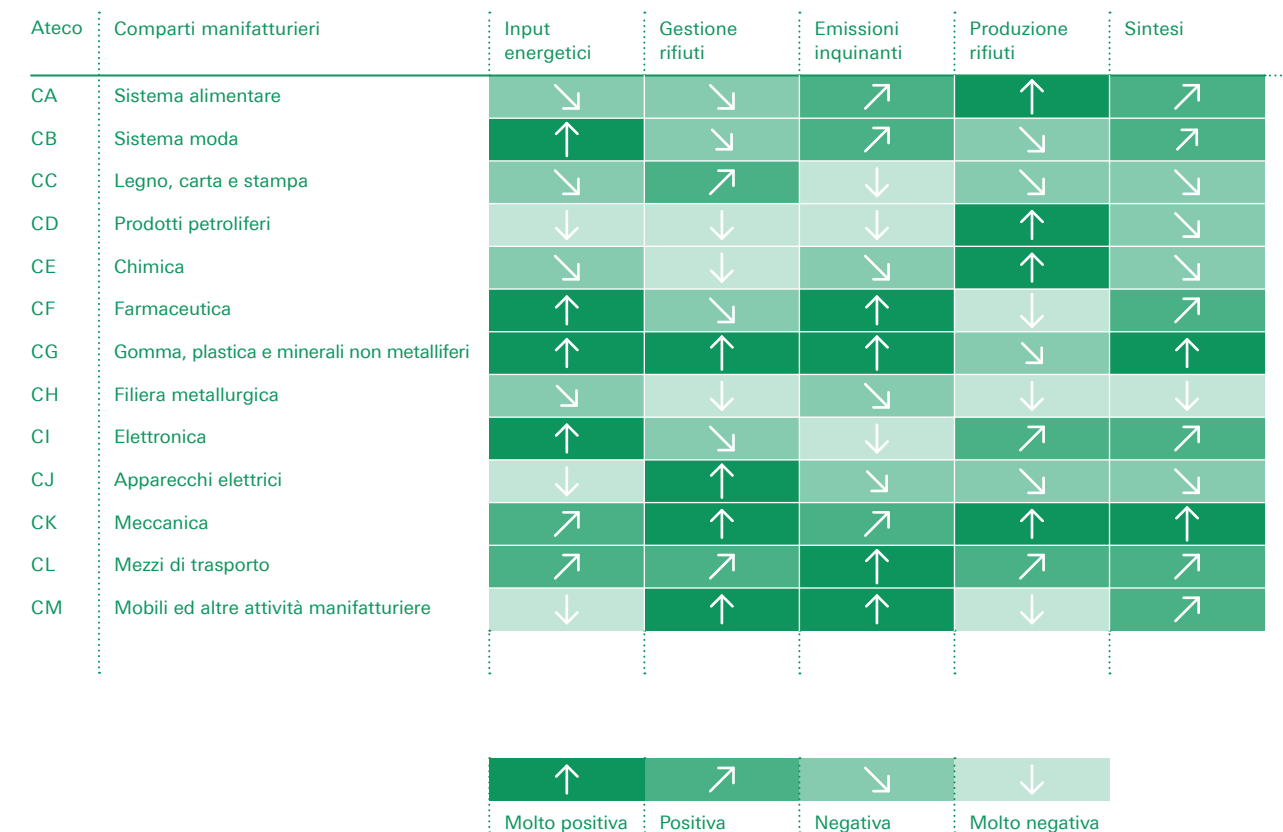 Ateco Comparti manifatturieri Input energetici Gestione rifiuti Emissioni inquinanti Produzione rifiuti Sintesi
CA Sistema alimentare ↘ ↘ ↗ ↑ ↗
CB Sistema moda ↑ ↘ ↗ ↘ ↗
CC Legno, carta e stampa ↘ ↗ ↓ ↘ ↘
CD Prodotti petroliferi ↓ ↓ ↓ ↑ ↘
CE Chimica ↘ ↓ ↘ ↑ ↘
CF Farmaceutica ↑ ↘ ↑ ↓ ↗
CG Gomma, plastica e minerali non metalliferi ↑ ↑ ↑ ↘ ↑
CH Filiera metallurgica ↘ ↓ ↘ ↓ ↓
CI Elettronica ↑ ↘ ↓ ↗ ↗
CJ Apparecchi elettrici ↓ ↑ ↘ ↘ ↘
CK Meccanica ↗ ↑ ↗ ↑ ↑
CL Mezzi di trasporto ↗ ↗ ↑ ↗ ↗
CM Mobili ed altre attività manifatturiere ↓ ↑ ↑ ↓ ↗
↑ ↗ ↘ ↓
Molto positiva Positiva Negativa Molto negativa